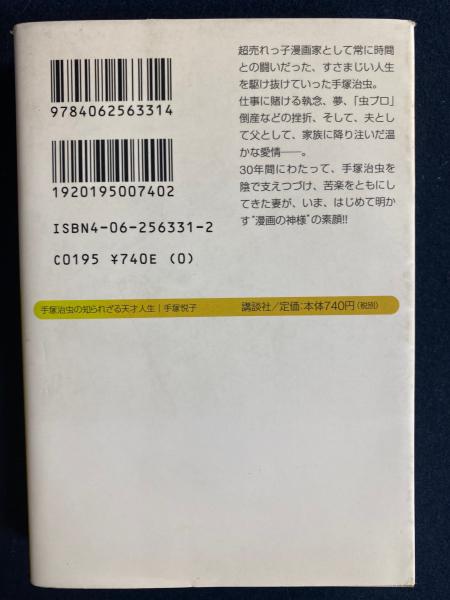 超売れっ子漫画家として常に時間
との闘いだった、すさまじい人生
を駆け抜けていった手塚治虫。
仕事に賭ける執念、夢、「虫プロ」
倒産などの挫折、そして、夫とし
て父として、家族に降り注いだ温
かな愛情――。
30年間にわたって、手塚治虫を
陰で支えつづけ、苦楽をともにし
てきた妻が、いま、はじめて明か
す"漫画の神様"の素顔!!
9784062563314
1920195007402
ISBN4-06-256331-2
C0195 ¥740E (0)
手塚治虫の知られざる天才人生|手塚悦子
講談社/定価:本体740円(税別)